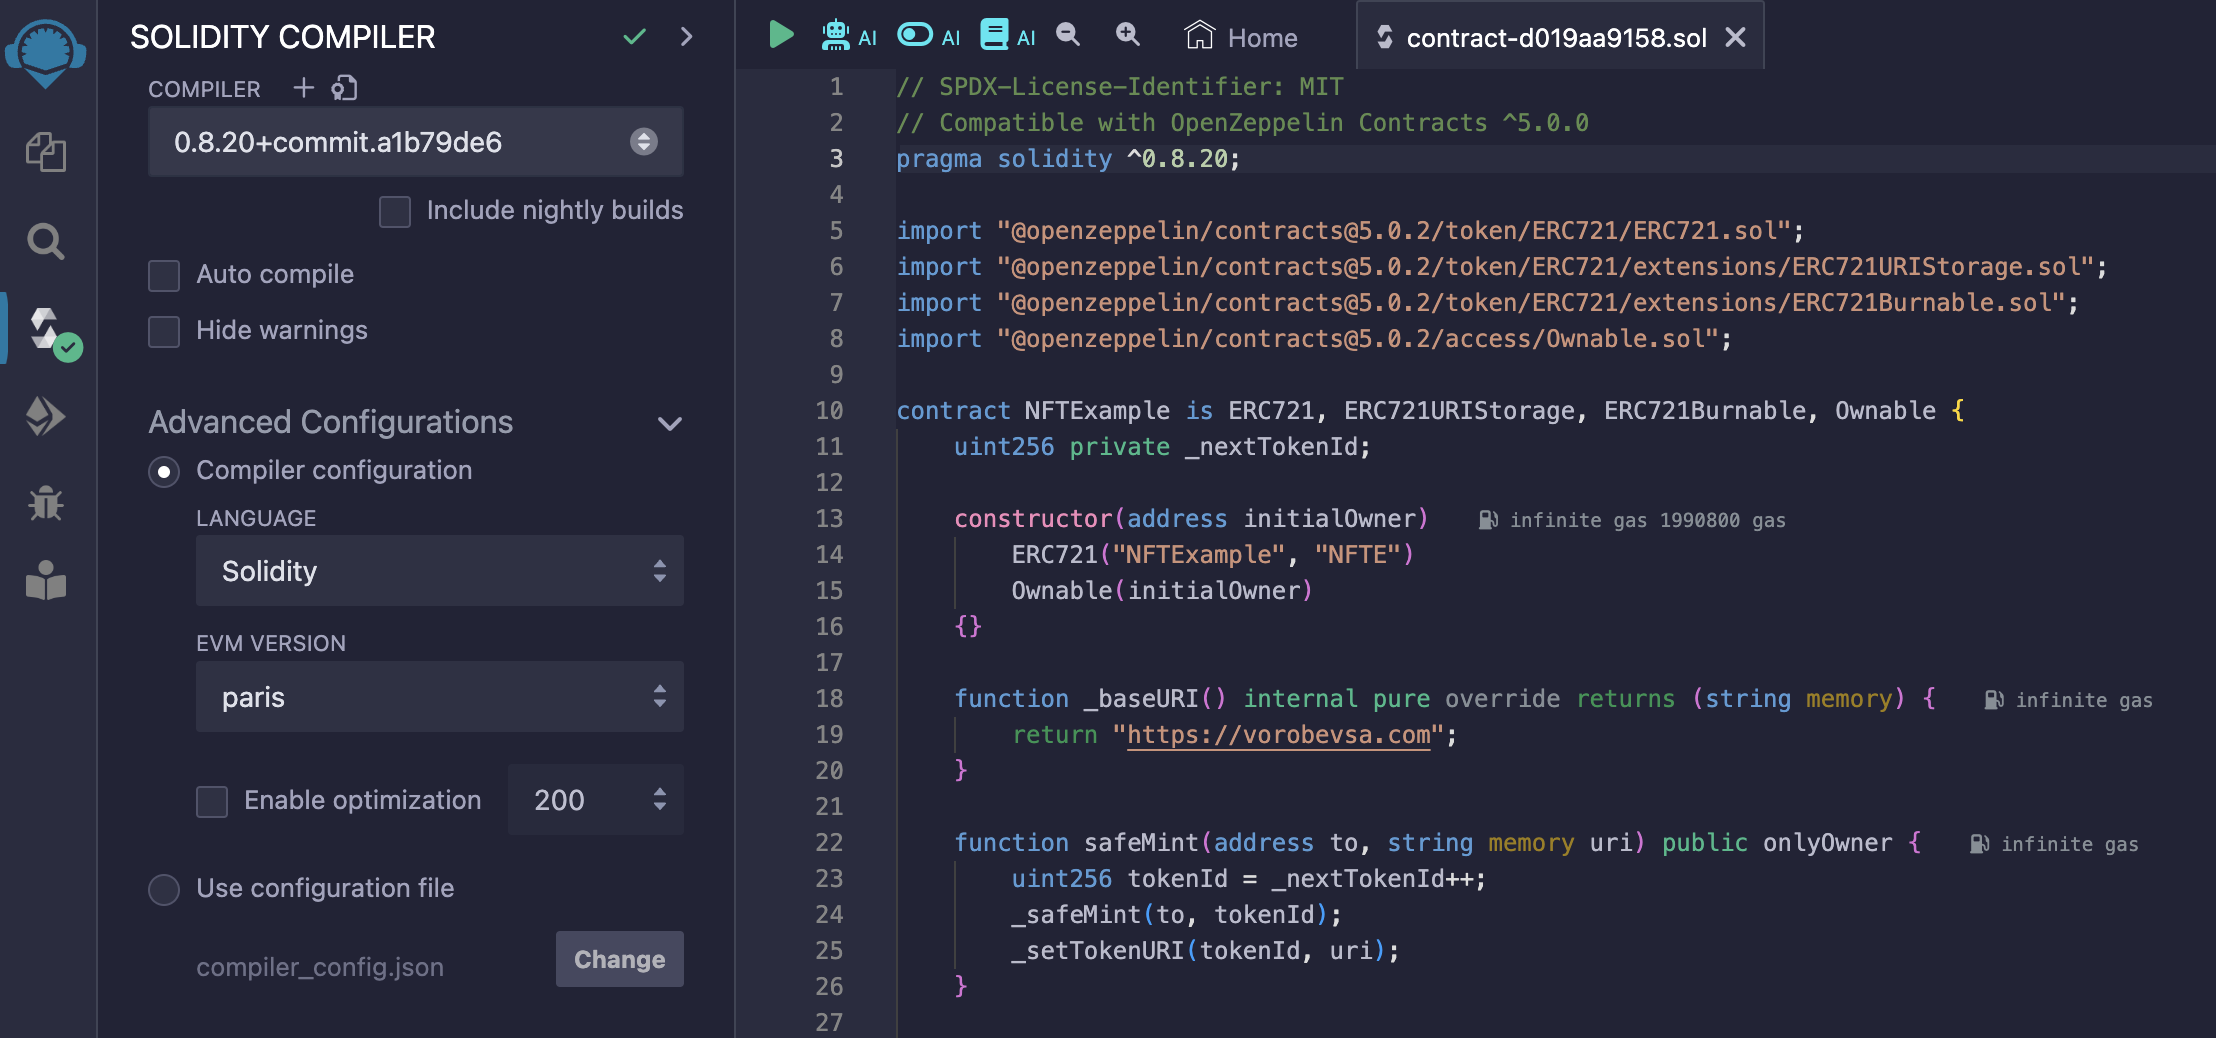 SOLIDITY COMPILER
COMPILER
0.8.20+commit.a1b79de6
Include nightly builds
Auto compile
Hide warnings
Advanced Configurations
Compiler configuration
LANGUAGE
Solidity
EVM VERSION
paris
Enable optimization 200
Use configuration file
compiler_config.json Change
AI AI AI Home contract-d019aa9158.sol
1 // SPDX-License-Identifier: MIT
2 // Compatible with OpenZeppelin Contracts ^5.0.0
3 pragma solidity ^0.8.20;
4
5 import "@openzeppelin/contracts@5.0.2/token/ERC721/ERC721.sol";
6 import "@openzeppelin/contracts@5.0.2/token/ERC721/extensions/ERC721URIStorage.sol";
7 import "@openzeppelin/contracts@5.0.2/token/ERC721/extensions/ERC721Burnable.sol";
8 import "@openzeppelin/contracts@5.0.2/access/Ownable.sol";
9
10 contract NFTExample is ERC721, ERC721URIStorage, ERC721Burnable, Ownable {
11     uint256 private _nextTokenId;
12
13     constructor(address initialOwner) infinite gas 1990800 gas
14         ERC721("NFTExample", "NFTE")
15         Ownable(initialOwner)
16     {}
17
18     function _baseURI() internal pure override returns (string memory) { infinite gas
19         return "https://vorobevsa.com";
20     }
21
22     function safeMint(address to, string memory uri) public onlyOwner { infinite gas
23         uint256 tokenId = _nextTokenId++;
24         _safeMint(to, tokenId);
25         _setTokenURI(tokenId, uri);
26     }
27